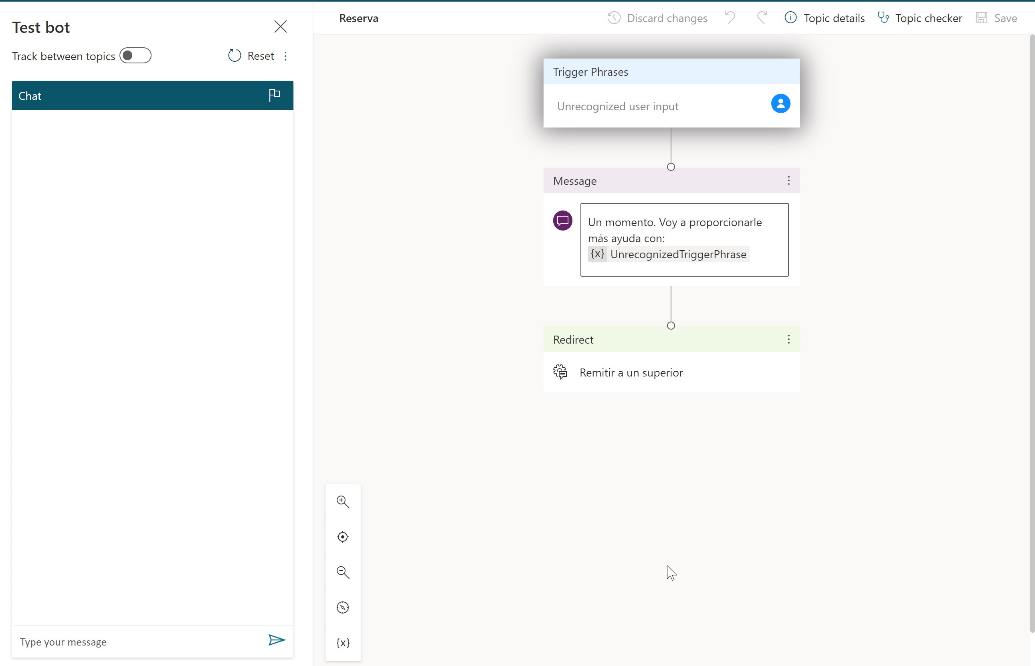 Test bot
Track between topics
Reset
Chat
Type your message
Reserva
Discard changes
Topic details
Topic checker
Save
Trigger Phrases
Unrecognized user input
Message
Un momento. Voy a proporcionarle
más ayuda con:
{x} UnrecognizedTriggerPhrase
Redirect
Remitir a un superior
{x}